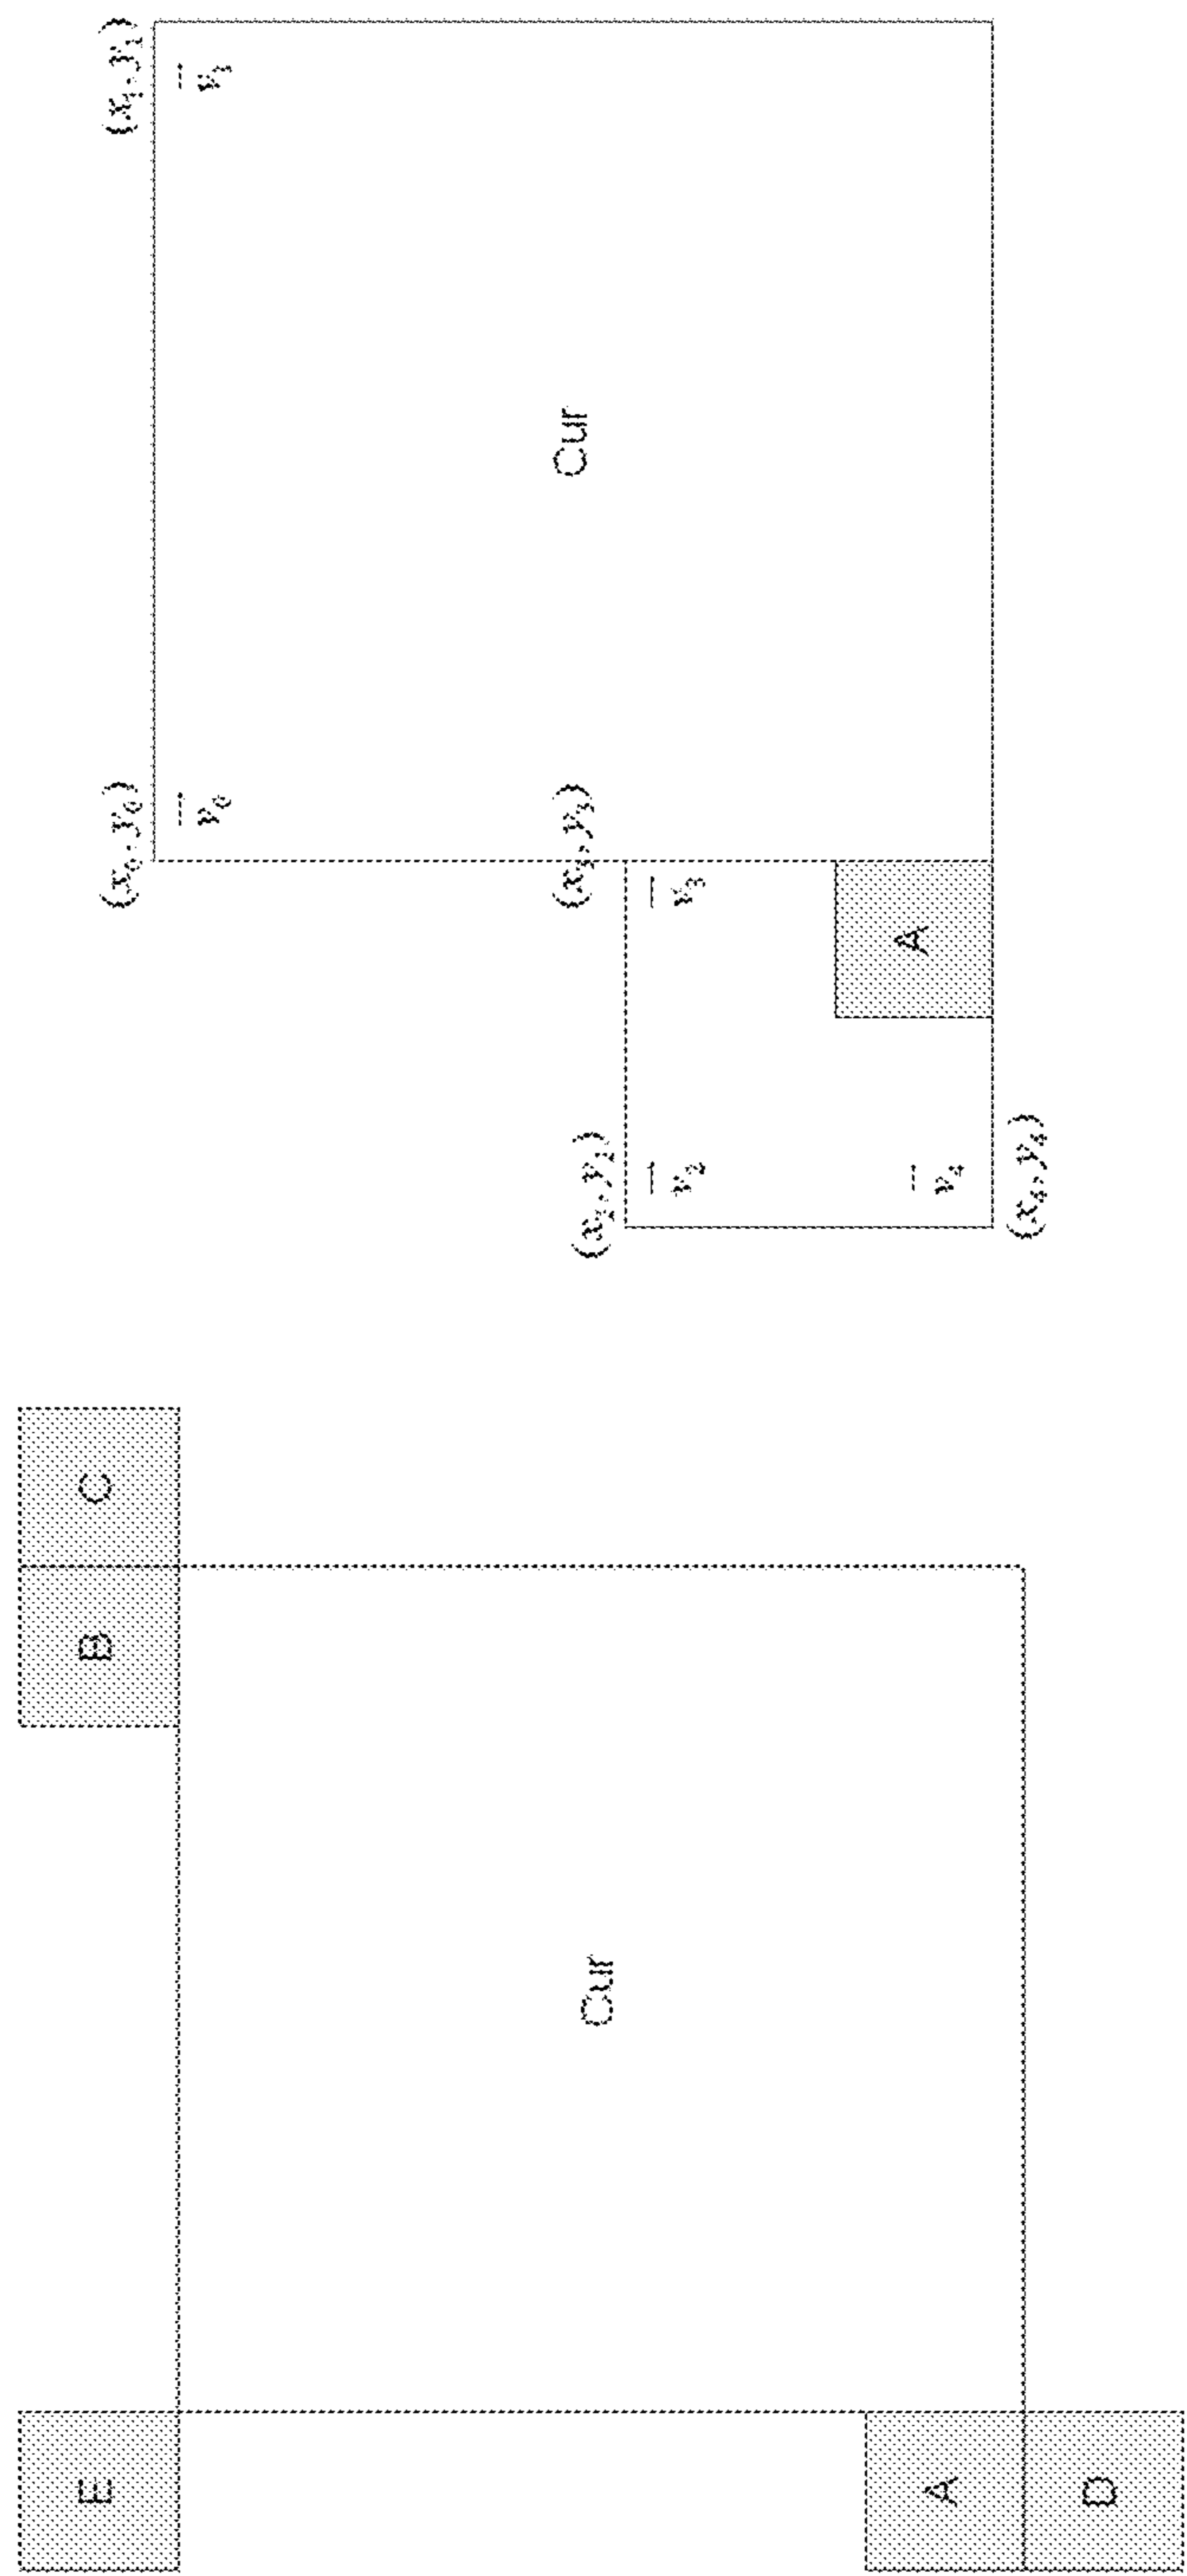 E
B
C
Cur
A
D
(x₀, y₀)
(x₁, y₁)
v₀
v₁
Cur
(x₂, y₂)
(x₃, y₃)
v₂
v₃
A
v₄
(x₄, y₄)